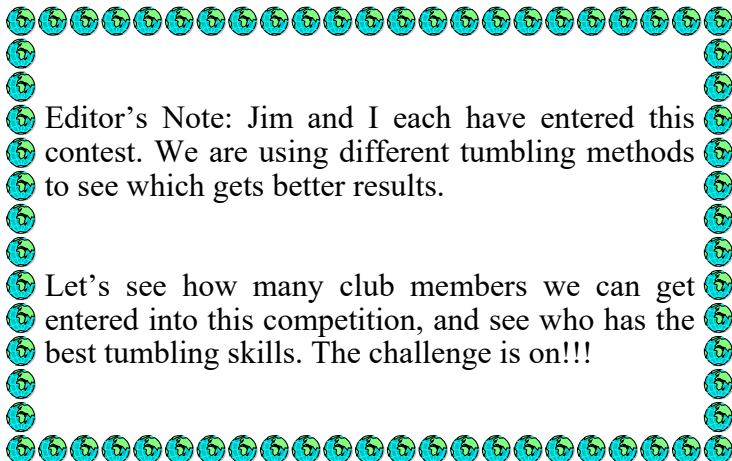 Editor’s Note: Jim and I each have entered this
contest. We are using different tumbling methods
to see which gets better results.
Let’s see how many club members we can get
entered into this competition, and see who has the
best tumbling skills. The challenge is on!!!